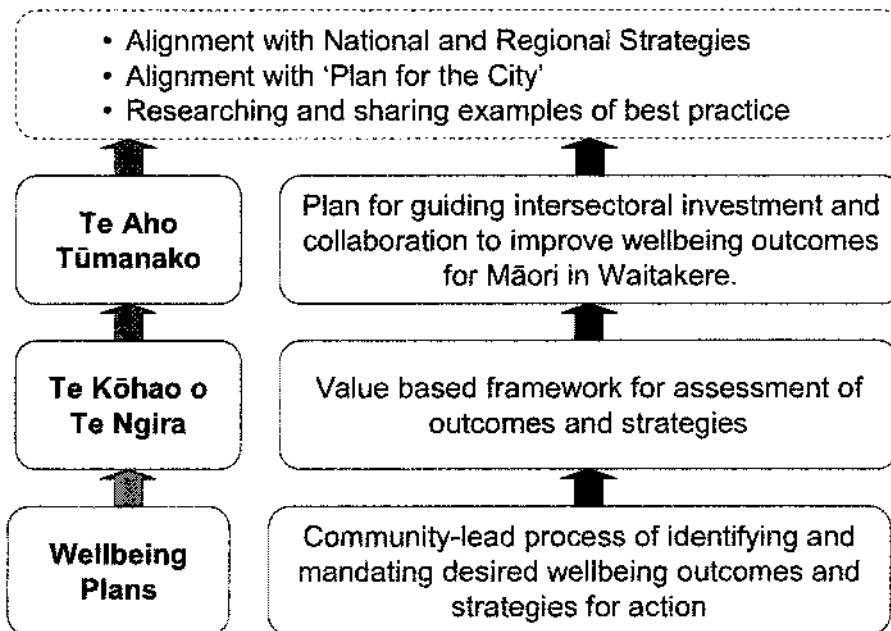 • Alignment with National and Regional Strategies
• Alignment with 'Plan for the City'
• Researching and sharing examples of best practice
Te Aho
Tūmanako
Plan for guiding intersectoral investment and
collaboration to improve wellbeing outcomes
for Māori in Waitakere.
Te Kōhao o
Te Ngira
Value based framework for assessment of
outcomes and strategies
Wellbeing
Plans
Community-lead process of identifying and
mandating desired wellbeing outcomes and
strategies for action